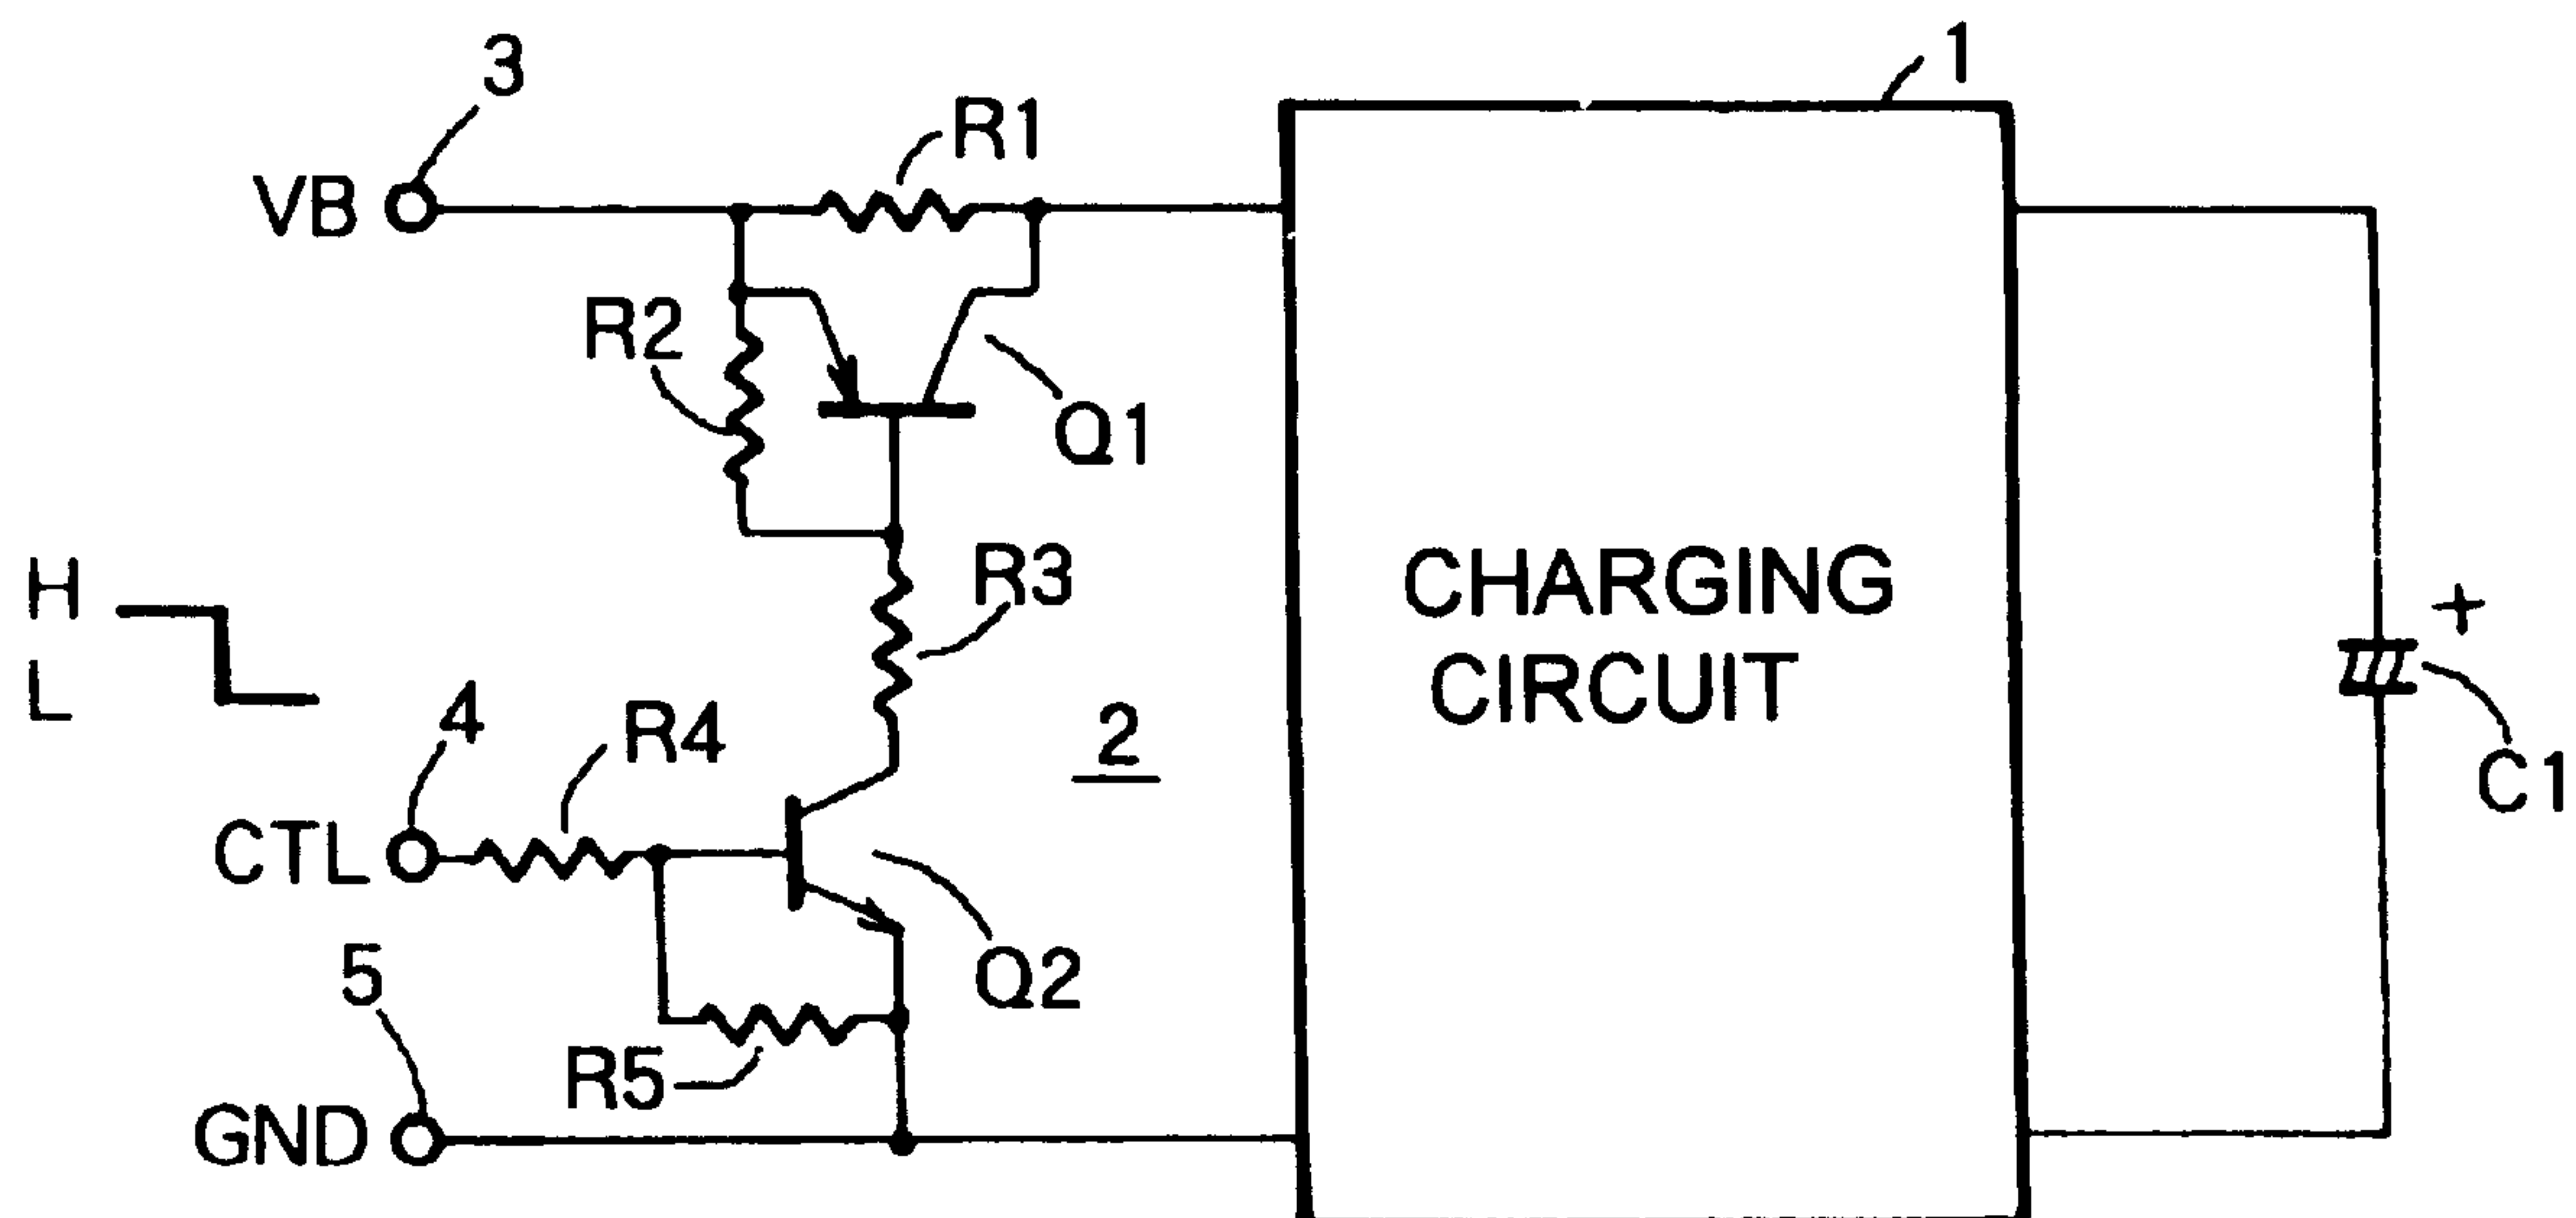 3
1
R1
VB
R2
Q1
H
L
R3
CHARGING
CIRCUIT
+
4
R4
2
C1
CTL
5
Q2
R5
GND